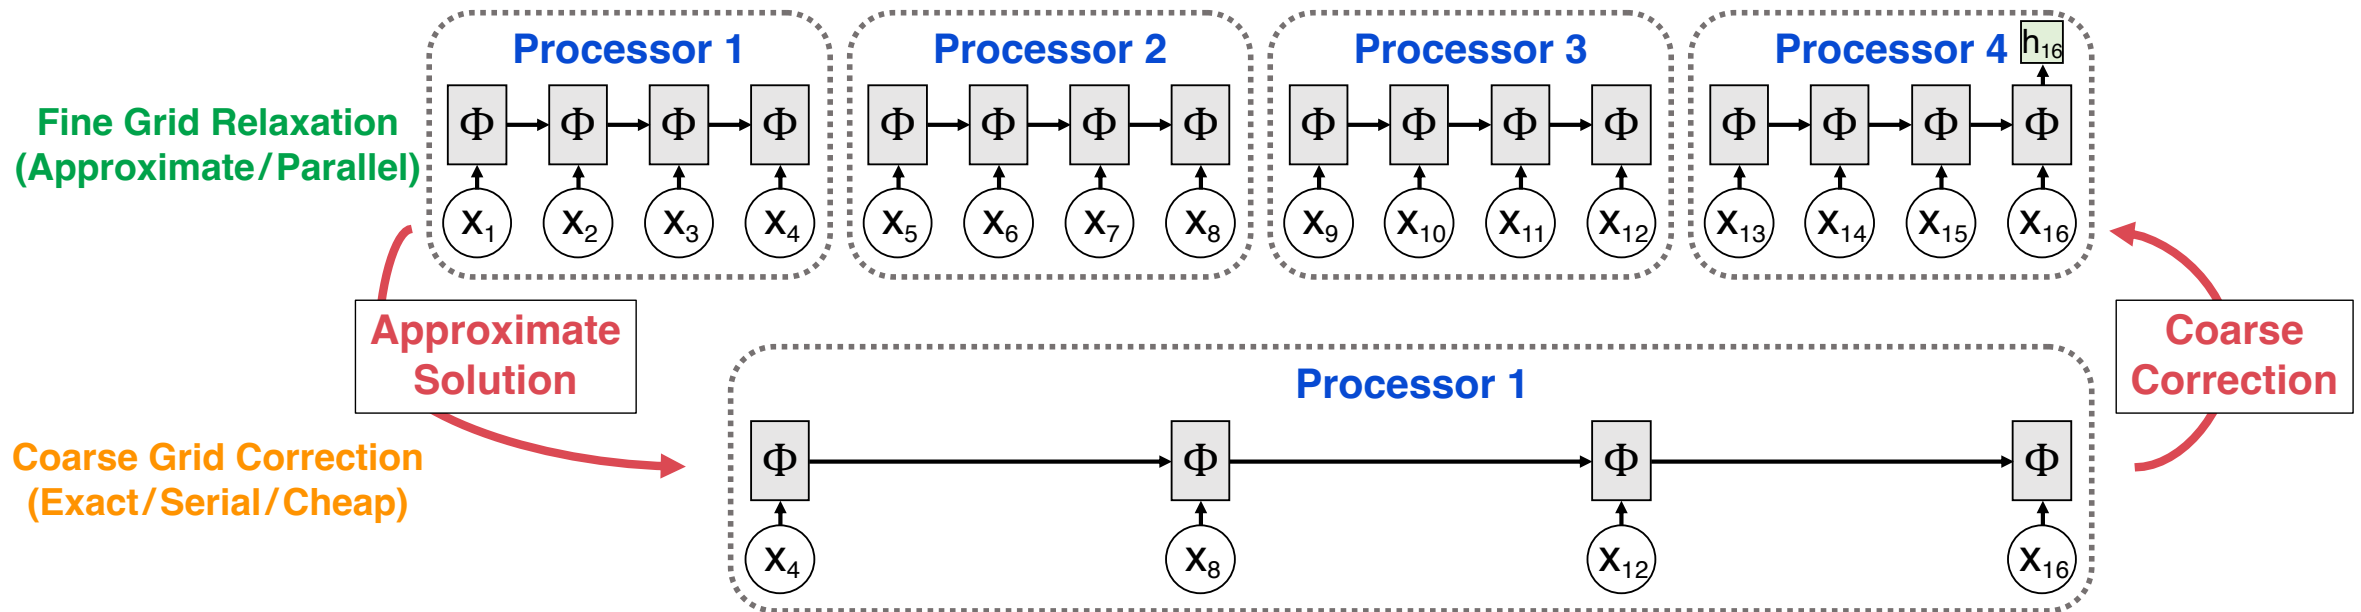 Processor 1 Processor 2 Processor 3 Processor 4 h₁₆
Fine Grid Relaxation
(Approximate/Parallel)
Φ Φ Φ Φ Φ Φ Φ Φ Φ Φ Φ Φ Φ Φ Φ Φ
X₁ X₂ X₃ X₄ X₅ X₆ X₇ X₈ X₉ X₁₀ X₁₁ X₁₂ X₁₃ X₁₄ X₁₅ X₁₆
Approximate
Solution
Coarse
Correction
Processor 1
Coarse Grid Correction
(Exact/Serial/Cheap)
Φ Φ Φ Φ
X₄ X₈ X₁₂ X₁₆